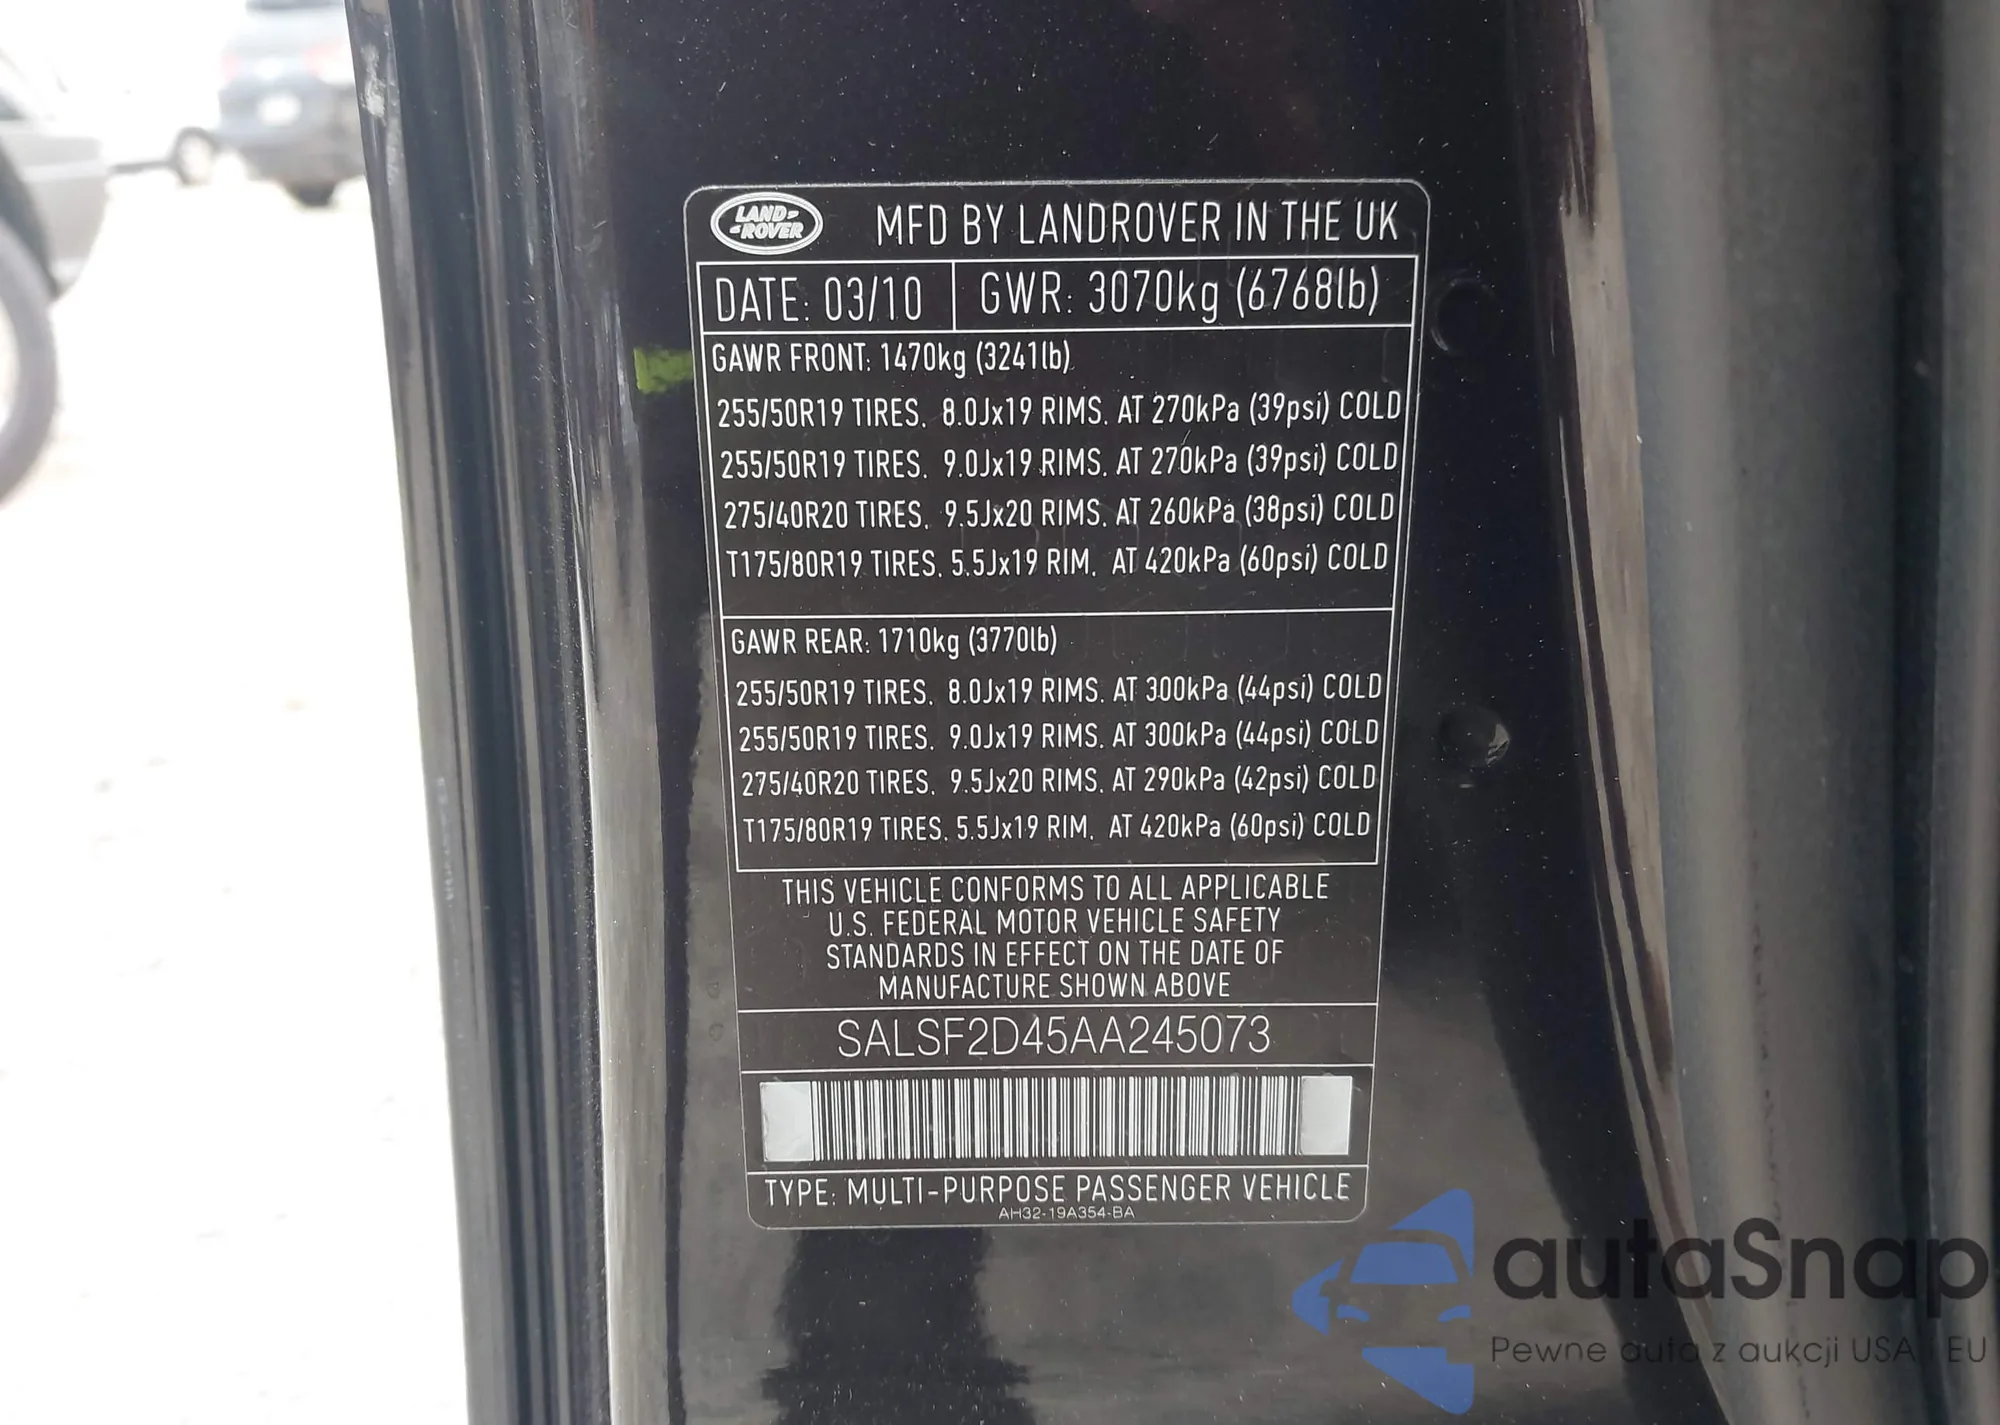 LAND-
-ROVER
MFD BY LANDROVER IN THE UK
DATE: 03/10 GWR: 3070kg (6768lb)
GAWR FRONT: 1470kg (3241lb)
255/50R19 TIRES. 8.0Jx19 RIMS. AT 270kPa (39psi) COLD
255/50R19 TIRES. 9.0Jx19 RIMS. AT 270kPa (39psi) COLD
275/40R20 TIRES. 9.5Jx20 RIMS. AT 260kPa (38psi) COLD
T175/80R19 TIRES. 5.5Jx19 RIM. AT 420kPa (60psi) COLD
GAWR REAR: 1710kg (3770lb)
255/50R19 TIRES. 8.0Jx19 RIMS. AT 300kPa (44psi) COLD
255/50R19 TIRES. 9.0Jx19 RIMS. AT 300kPa (44psi) COLD
275/40R20 TIRES. 9.5Jx20 RIMS. AT 290kPa (42psi) COLD
T175/80R19 TIRES. 5.5Jx19 RIM. AT 420kPa (60psi) COLD
THIS VEHICLE CONFORMS TO ALL APPLICABLE
U.S. FEDERAL MOTOR VEHICLE SAFETY
STANDARDS IN EFFECT ON THE DATE OF
MANUFACTURE SHOWN ABOVE
SALSF2D45AA245073
TYPE: MULTI-PURPOSE PASSENGER VEHICLE
AH32-19A354-BA
autaSnap
Pewne auta z aukcji USA i EU